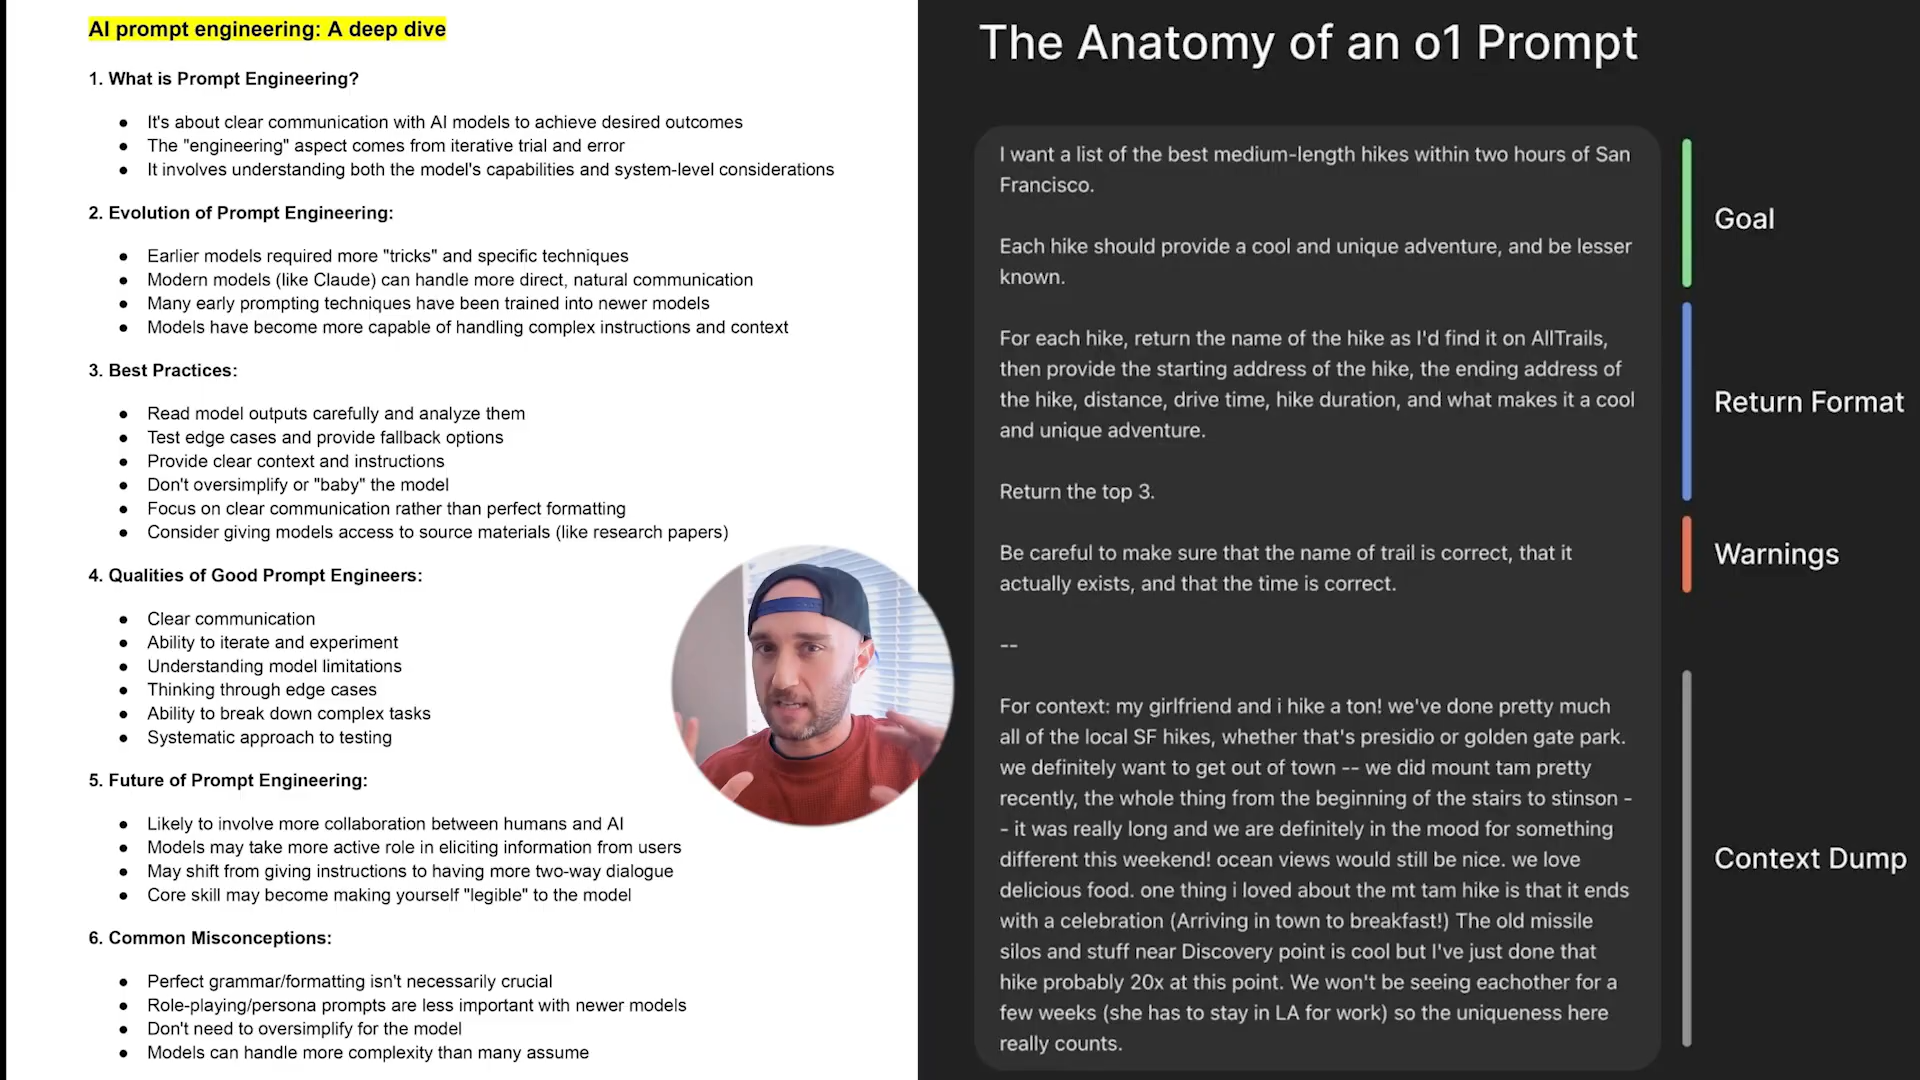 AI prompt engineering: A deep dive
1. What is Prompt Engineering?
● It's about clear communication with AI models to achieve desired outcomes
● The "engineering" aspect comes from iterative trial and error
● It involves understanding both the model's capabilities and system-level considerations
2. Evolution of Prompt Engineering:
● Earlier models required more "tricks" and specific techniques
● Modern models (like Claude) can handle more direct, natural communication
● Many early prompting techniques have been trained into newer models
● Models have become more capable of handling complex instructions and context
3. Best Practices:
● Read model outputs carefully and analyze them
● Test edge cases and provide fallback options
● Provide clear context and instructions
● Don't oversimplify or "baby" the model
● Focus on clear communication rather than perfect formatting
● Consider giving models access to source materials (like research papers)
4. Qualities of Good Prompt Engineers:
● Clear communication
● Ability to iterate and experiment
● Understanding model limitations
● Thinking through edge cases
● Ability to break down complex tasks
● Systematic approach to testing
5. Future of Prompt Engineering:
● Likely to involve more collaboration between humans and AI
● Models may take more active role in eliciting information from users
● May shift from giving instructions to having more two-way dialogue
● Core skill may become making yourself "legible" to the model
6. Common Misconceptions:
● Perfect grammar/formatting isn't necessarily crucial
● Role-playing/persona prompts are less important with newer models
● Don't need to oversimplify for the model
● Models can handle more complexity than many assume
The Anatomy of an o1 Prompt
I want a list of the best medium-length hikes within two hours of San
Francisco.
Each hike should provide a cool and unique adventure, and be lesser
known.
Goal
For each hike, return the name of the hike as I'd find it on AllTrails,
then provide the starting address of the hike, the ending address of
the hike, distance, drive time, hike duration, and what makes it a cool
and unique adventure.
Return the top 3.
Return Format
Be careful to make sure that the name of trail is correct, that it
actually exists, and that the time is correct.
Warnings
--
For context: my girlfriend and i hike a ton! we've done pretty much
all of the local SF hikes, whether that's presidio or golden gate park.
we definitely want to get out of town -- we did mount tam pretty
recently, the whole thing from the beginning of the stairs to stinson -
- it was really long and we are definitely in the mood for something
different this weekend! ocean views would still be nice. we love
delicious food. one thing i loved about the mt tam hike is that it ends
with a celebration (Arriving in town to breakfast!) The old missile
silos and stuff near Discovery point is cool but I've just done that
hike probably 20x at this point. We won't be seeing eachother for a
few weeks (she has to stay in LA for work) so the uniqueness here
really counts.
Context Dump